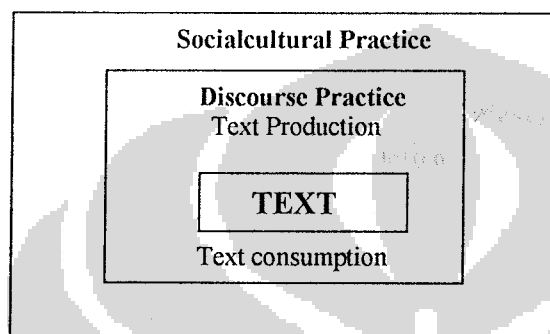 Socialcultural Practice
Discourse Practice
Text Production
TEXT
Text consumption